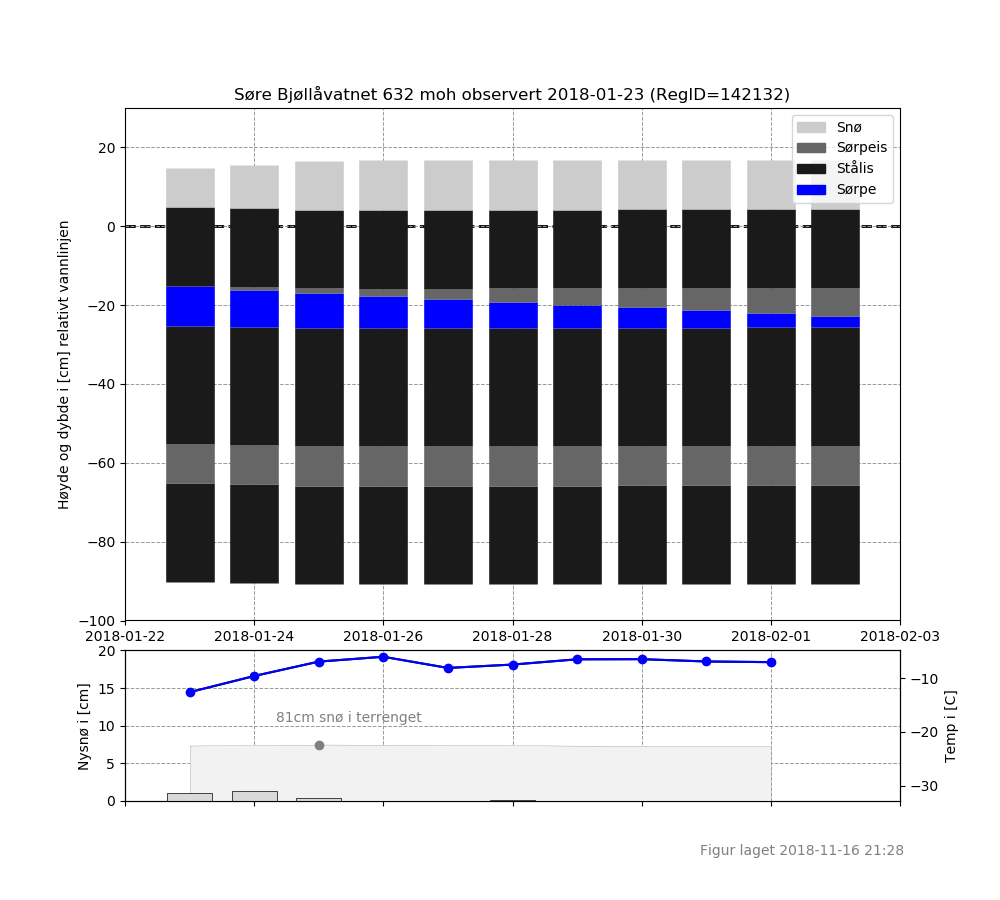 Søre Bjøllåvatnet 632 moh observert 2018-01-23 (RegID=142132)
Snø
Sørpeis
Stålis
Sørpe
Høyde og dybde i [cm] relativt vannlinjen
20
0
−20
−40
−60
−80
−100
2018-01-22 2018-01-24 2018-01-26 2018-01-28 2018-01-30 2018-02-01 2018-02-03
Nysnø i [cm]
20
15
10
5
0
81cm snø i terrenget
−10
−20
−30
Temp i [C]
Figur laget 2018-11-16 21:28